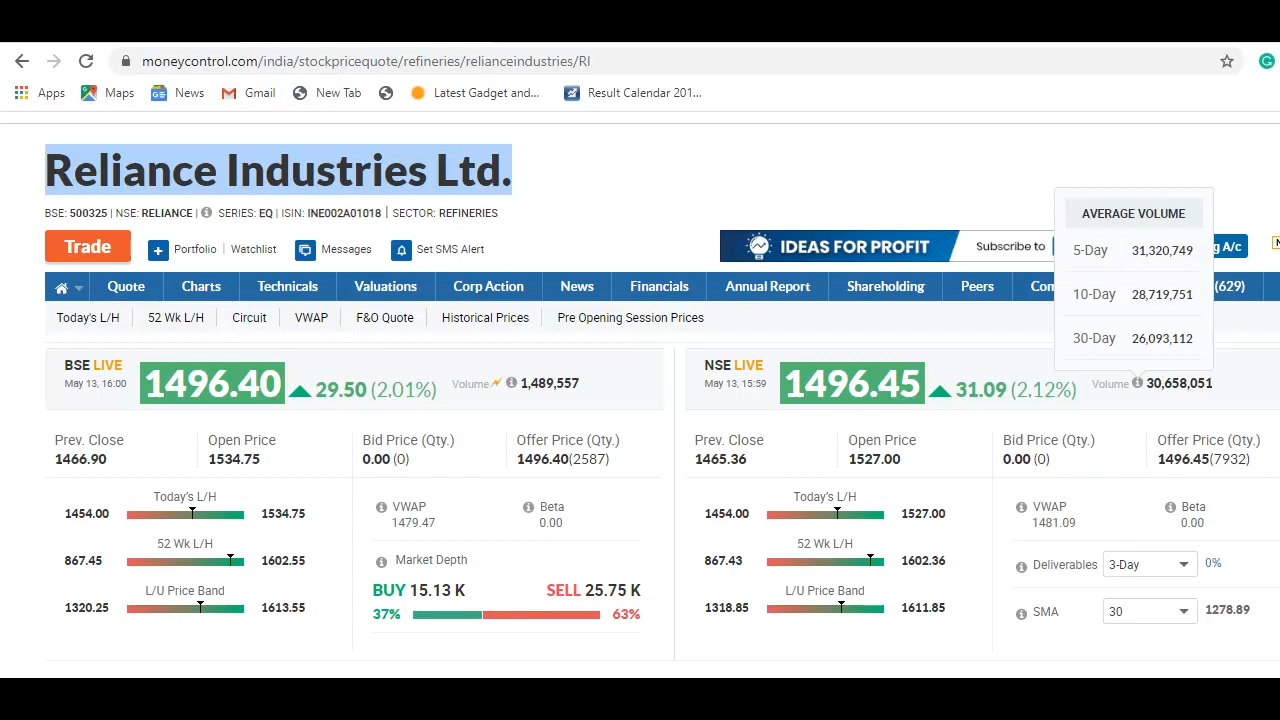 moneycontrol.com/india/stockpricequote/refineries/relianceindustries/RI
Apps Maps News Gmail New Tab Latest Gadget and... Result Calendar 201...
Reliance Industries Ltd.
BSE: 500325 | NSE: RELIANCE | SERIES: EQ | ISIN: INE002A01018 | SECTOR: REFINERIES
Trade Portfolio Watchlist Messages Set SMS Alert IDEAS FOR PROFIT Subscribe to g A/c
Quote Charts Technicals Valuations Corp Action News Financials Annual Report Shareholding Peers Com (629)
Today's L/H 52 Wk L/H Circuit VWAP F&O Quote Historical Prices Pre Opening Session Prices
AVERAGE VOLUME
5-Day 31,320,749
10-Day 28,719,751
30-Day 26,093,112
BSE LIVE
May 13, 16:00
1496.40 29.50 (2.01%) Volume 1,489,557
Prev. Close Open Price Bid Price (Qty.) Offer Price (Qty.)
1466.90 1534.75 0.00 (0) 1496.40(2587)
Today's L/H
1454.00 1534.75
52 Wk L/H
867.45 1602.55
L/U Price Band
1320.25 1613.55
VWAP Beta
1479.47 0.00
Market Depth
BUY 15.13 K SELL 25.75 K
37% 63%
NSE LIVE
May 13, 15:59
1496.45 31.09 (2.12%) Volume 30,658,051
Prev. Close Open Price Bid Price (Qty.) Offer Price (Qty.)
1465.36 1527.00 0.00 (0) 1496.45(7932)
Today's L/H
1454.00 1527.00
52 Wk L/H
867.43 1602.36
L/U Price Band
1318.85 1611.85
VWAP Beta
1481.09 0.00
Deliverables 3-Day 0%
SMA 30 1278.89